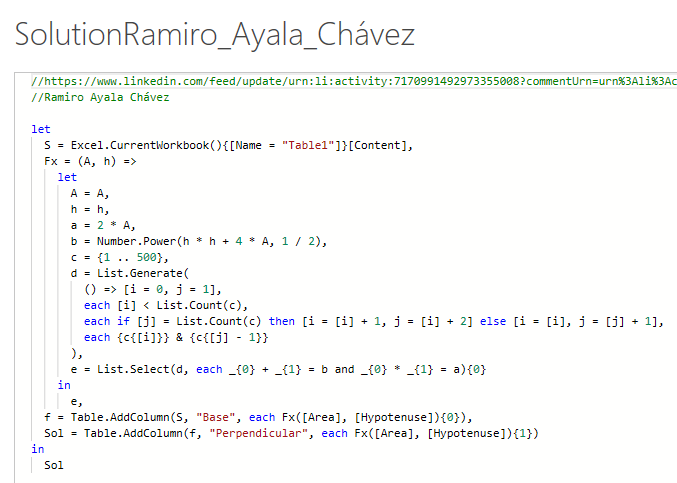 SolutionRamiro_Ayala_Chávez
//https://www.linkedin.com/feed/update/urn:li:activity:7170991492973355008?commentUrn=urn%3Ali%3Ac
//Ramiro Ayala Chávez
let
S = Excel.CurrentWorkbook(){[Name = "Table1"]}[Content],
Fx = (A, h) =>
let
A = A,
h = h,
a = 2 * A,
b = Number.Power(h * h + 4 * A, 1 / 2),
c = {1 .. 500},
d = List.Generate(
() => [i = 0, j = 1],
each [i] < List.Count(c),
each if [j] = List.Count(c) then [i = [i] + 1, j = [i] + 2] else [i = [i], j = [j] + 1],
each {c{[i]}} & {c{[j] - 1}}
),
e = List.Select(d, each _{0} + _{1} = b and _{0} * _{1} = a){0}
in
e,
f = Table.AddColumn(S, "Base", each Fx([Area], [Hypotenuse]){0}),
Sol = Table.AddColumn(f, "Perpendicular", each Fx([Area], [Hypotenuse]){1})
in
Sol